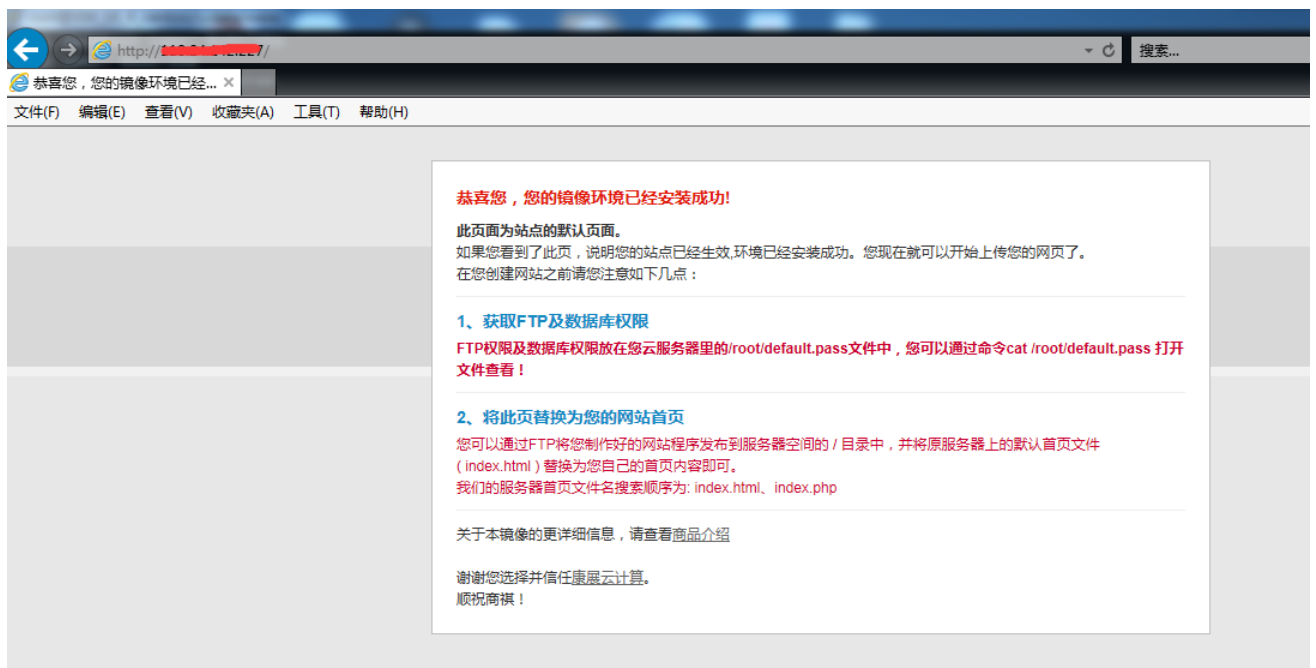 http://
搜索...
恭喜您，您的镜像环境已经... ×
文件(F) 编辑(E) 查看(V) 收藏夹(A) 工具(T) 帮助(H)
恭喜您，您的镜像环境已经安装成功!
此页面为站点的默认页面。
如果您看到了此页，说明您的站点已经生效,环境已经安装成功。您现在就可以开始上传您的网页了。
在您创建网站之前请您注意如下几点：
1、获取FTP及数据库权限
FTP权限及数据库权限放在您云服务器里的/root/default.pass文件中，您可以通过命令cat /root/default.pass 打开
文件查看！
2、将此页替换为您的网站首页
您可以通过FTP将您制作好的网站程序发布到服务器空间的 / 目录中，并将原服务器上的默认首页文件
( index.html ) 替换为您自己的首页内容即可。
我们的服务器首页文件名搜索顺序为: index.html、index.php
关于本镜像的更详细信息，请查看商品介绍
谢谢您选择并信任康展云计算。
顺祝商祺！